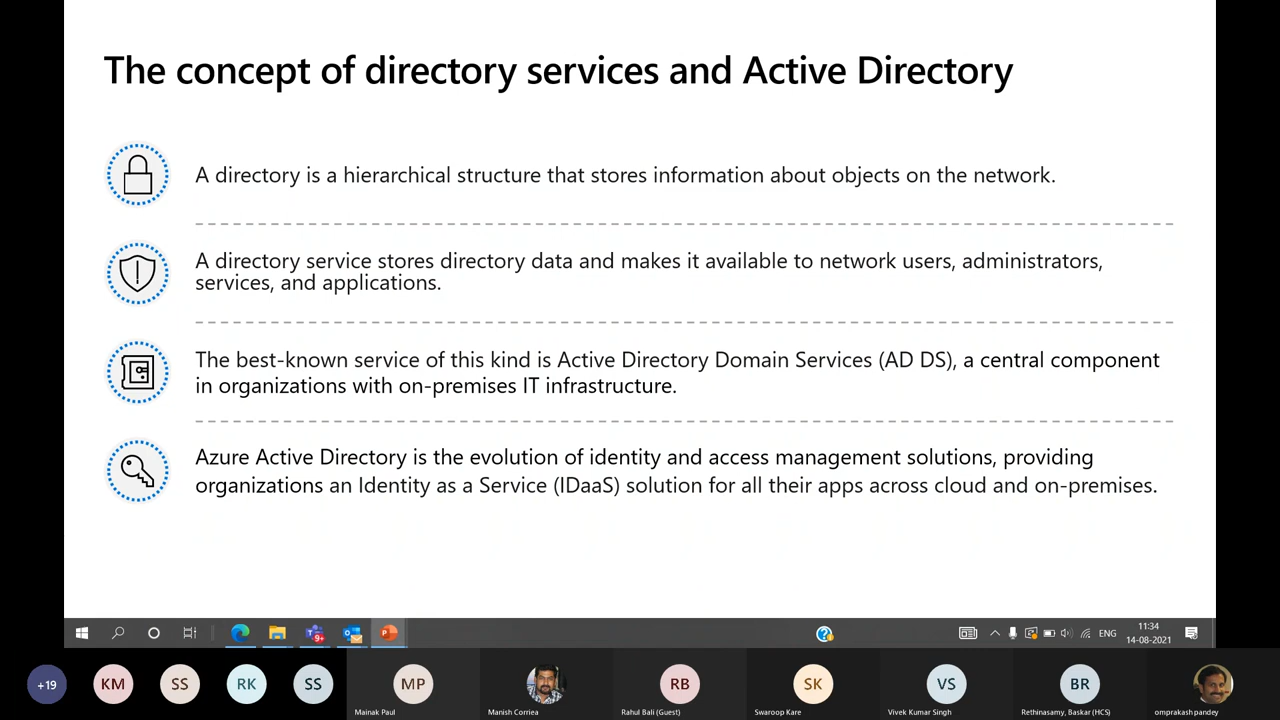 The concept of directory services and Active Directory
A directory is a hierarchical structure that stores information about objects on the network.
A directory service stores directory data and makes it available to network users, administrators,
services, and applications.
The best-known service of this kind is Active Directory Domain Services (AD DS), a central component
in organizations with on-premises IT infrastructure.
Azure Active Directory is the evolution of identity and access management solutions, providing
organizations an Identity as a Service (IDaaS) solution for all their apps across cloud and on-premises.
9+
ENG
11:34
14-08-2021
+19
KM
SS
RK
SS
MP
RB
SK
VS
BR
Mainak Paul
Manish Corriea
Rahul Bali (Guest)
Swaroop Kare
Vivek Kumar Singh
Rethinasamy, Baskar (HCS)
omprakash pandey